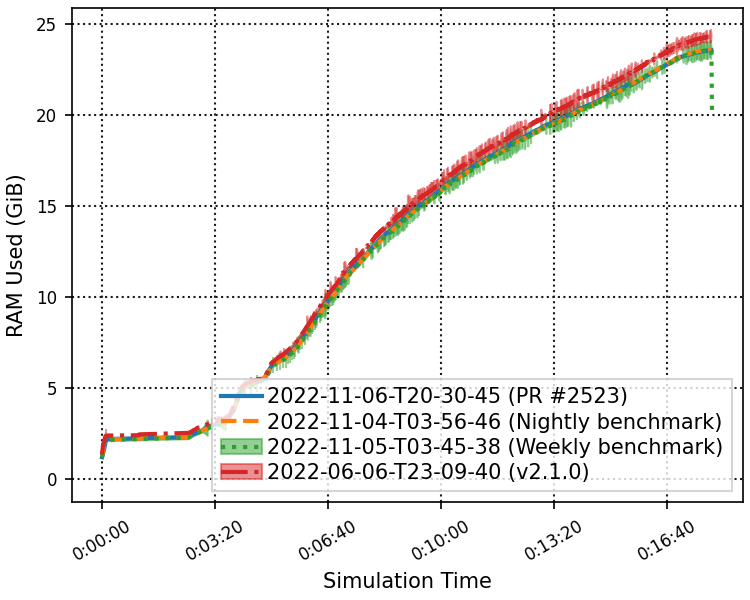 25
20
15
10
5
0
RAM Used (GiB)
2022-11-06-T20-30-45 (PR #2523)
2022-11-04-T03-56-46 (Nightly benchmark)
2022-11-05-T03-45-38 (Weekly benchmark)
2022-06-06-T23-09-40 (v2.1.0)
0:00:00
0:03:20
0:06:40
0:10:00
0:13:20
0:16:40
Simulation Time